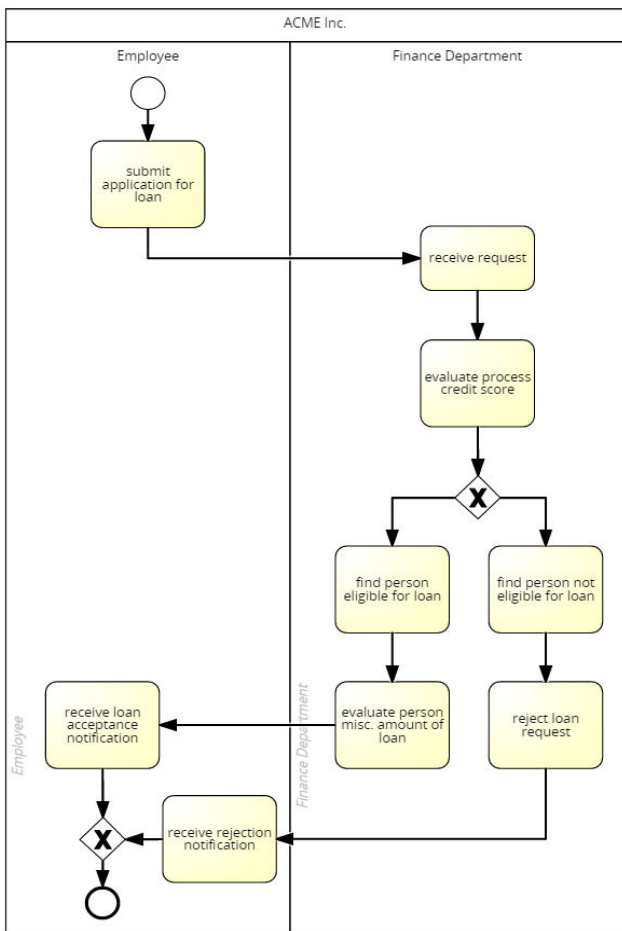 ACME Inc.
Employee
Finance Department
submit
application for
loan
receive request
evaluate process
credit score
X
find person
eligible for loan
find person not
eligible for loan
receive loan
acceptance
notification
evaluate person
misc. amount of
loan
reject loan
request
Employee
Finance Department
X
receive rejection
notification